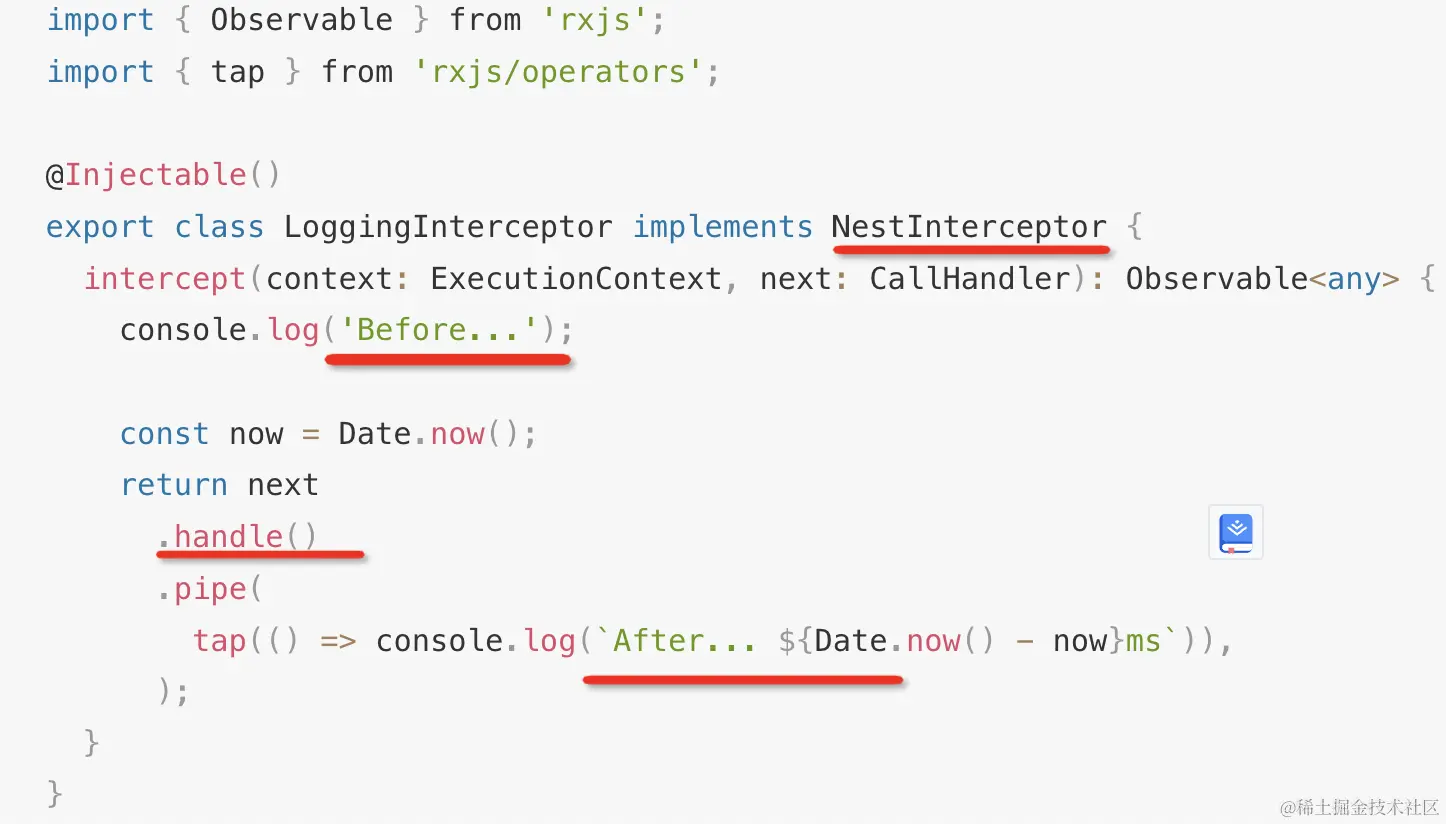 import { Observable } from 'rxjs';
import { tap } from 'rxjs/operators';
@Injectable()
export class LoggingInterceptor implements NestInterceptor {
  intercept(context: ExecutionContext, next: CallHandler): Observable<any> {
    console.log('Before...');
    const now = Date.now();
    return next
      .handle()
      .pipe(
        tap(() => console.log(`After... ${Date.now() - now}ms`)),
      );
  }
}
@稀土掘金技术社区